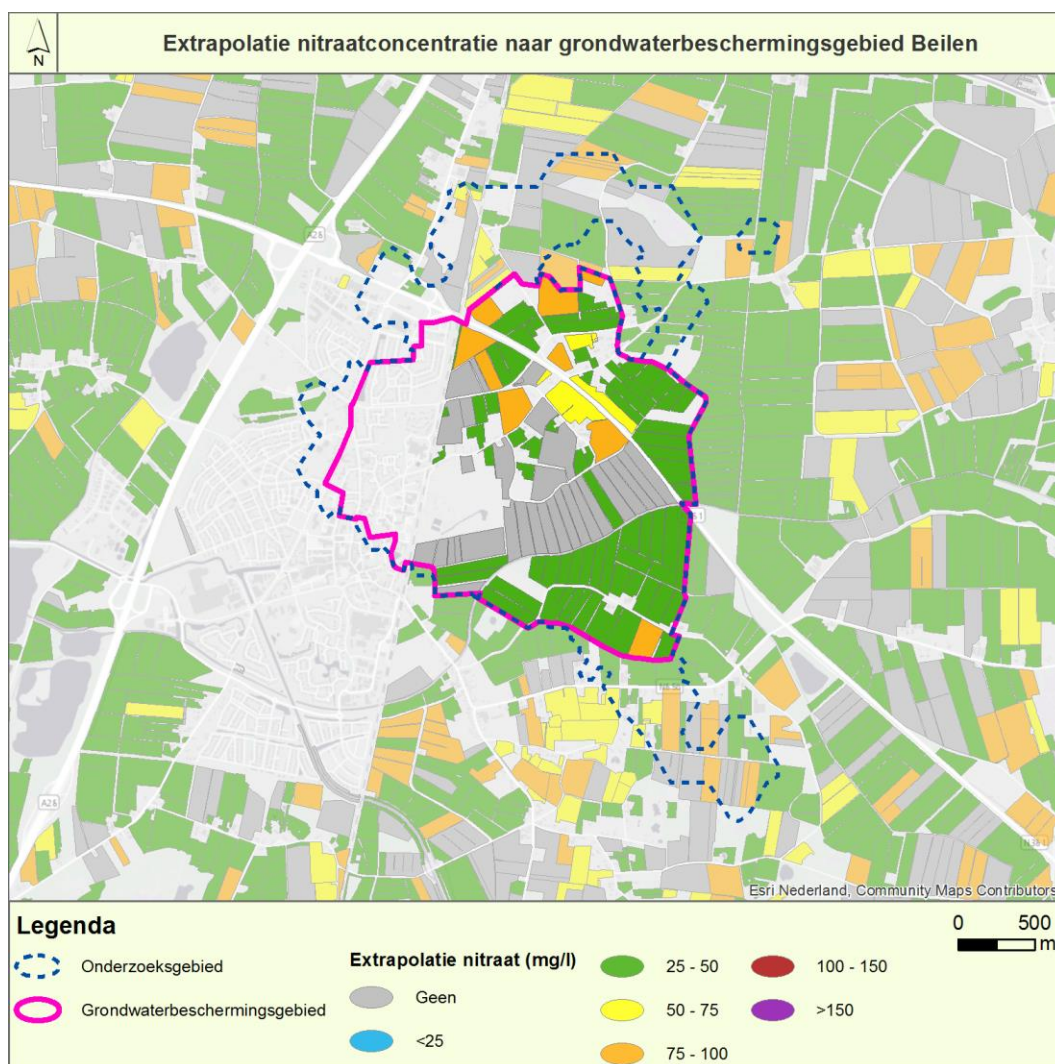 N
Extrapolatie nitraatconcentratie naar grondwaterbeschermingsgebied Beilen
A28
A28
Esri Nederland, Community Maps Contributors
Legenda
Onderzoeksgebied
Grondwaterbeschermingsgebied
Extrapolatie nitraat (mg/l)
Geen
<25
25 - 50
50 - 75
75 - 100
100 - 150
>150
0 500
m